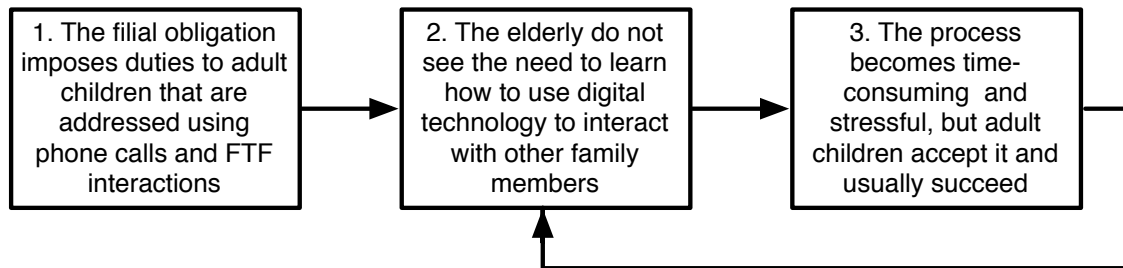 1. The filial obligation
imposes duties to adult
children that are
addressed using
phone calls and FTF
interactions
2. The elderly do not
see the need to learn
how to use digital
technology to interact
with other family
members
3. The process
becomes time-
consuming and
stressful, but adult
children accept it and
usually succeed